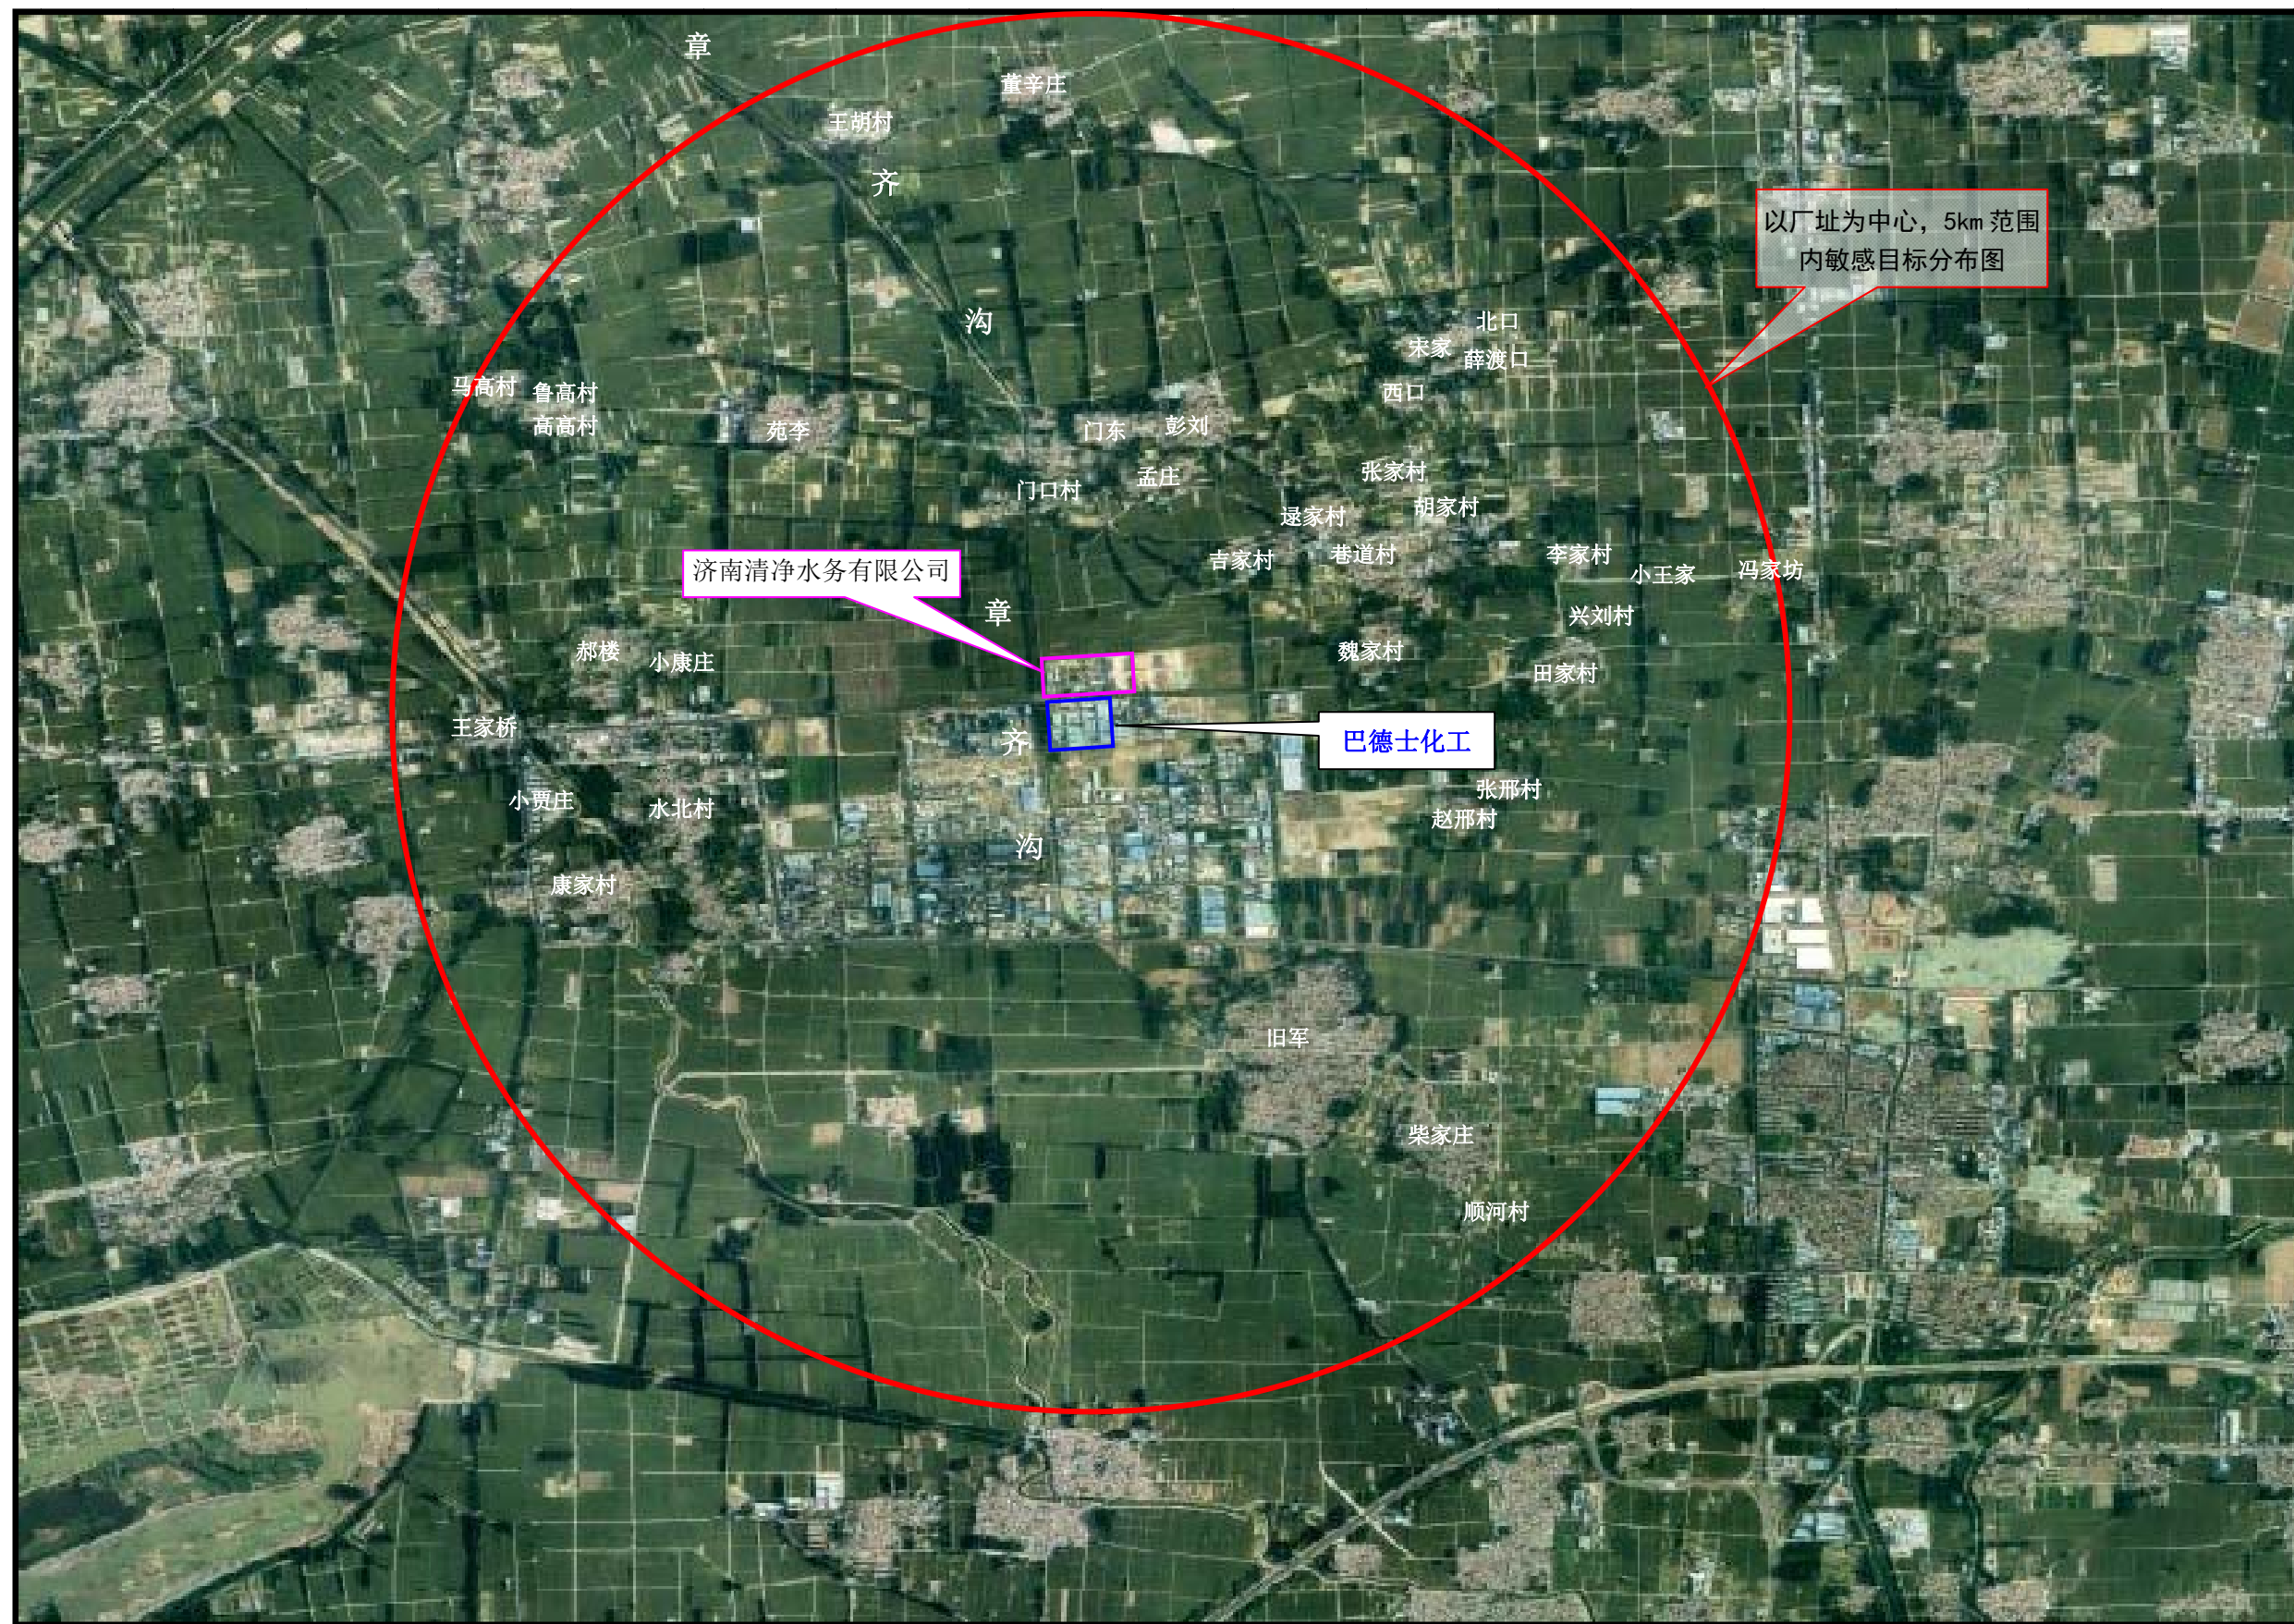 章
董辛庄
王胡村
齐
以厂址为中心，5km 范围
内敏感目标分布图
沟
北口
宋家
薛渡口
马高村
鲁高村
西口
高高村
苑李
门东
彭刘
张家村
孟庄
门口村
胡家村
逯家村
吉家村
巷道村
李家村
小王家
冯家坊
济南清净水务有限公司
章
兴刘村
郝楼
小康庄
魏家村
田家村
王家桥
齐
巴德士化工
张邢村
小贾庄
水北村
赵邢村
沟
康家村
旧军
柴家庄
顺河村